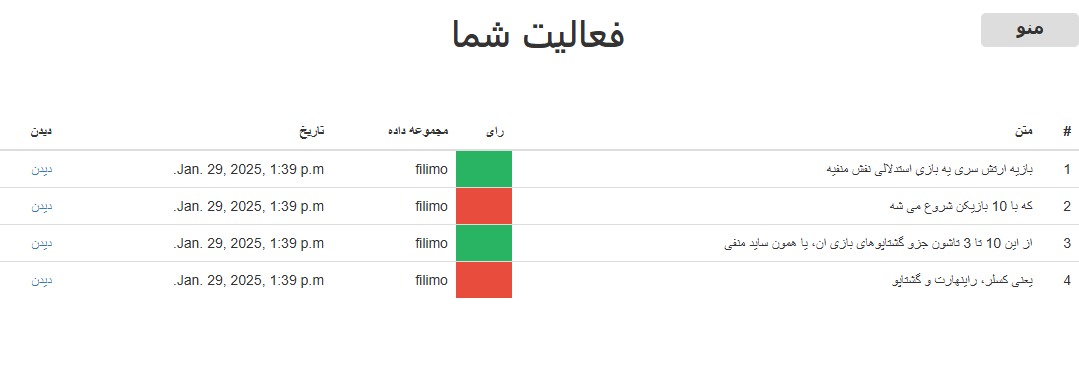 منو
فعالیت شما
# متن رای مجموعه داده تاریخ دیدن
1 بازیه ارتش سری یه بازی استدلالی نقش منفیه filimo Jan. 29, 2025, 1:39 p.m. دیدن
2 که با 10 بازیکن شروع می شه filimo Jan. 29, 2025, 1:39 p.m. دیدن
3 از این 10 تا 3 تاشون جزو گشتاپوهای بازی ان، یا همون ساید منفی filimo Jan. 29, 2025, 1:39 p.m. دیدن
4 یعنی کسلر، راینهارت و گشتاپو filimo Jan. 29, 2025, 1:39 p.m. دیدن